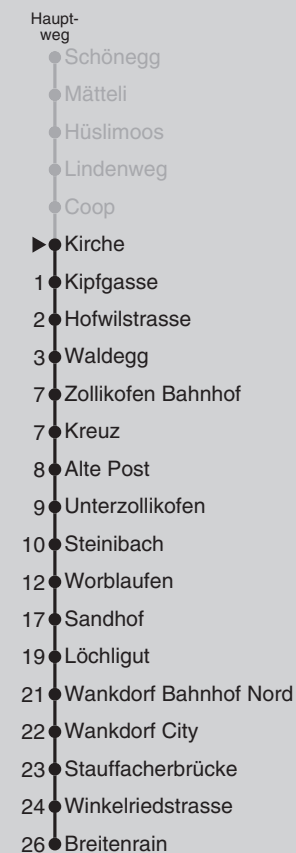 Haupt-
weg
Schönegg
Mätteli
Hüslimoos
Lindenweg
Coop
Kirche
1 Kipfgasse
2 Hofwilstrasse
3 Waldegg
7 Zollikofen Bahnhof
7 Kreuz
8 Alte Post
9 Unterzollikofen
10 Steinibach
12 Worblaufen
17 Sandhof
19 Löchligut
21 Wankdorf Bahnhof Nord
22 Wankdorf City
23 Stauffacherbrücke
24 Winkelriedstrasse
26 Breitenrain